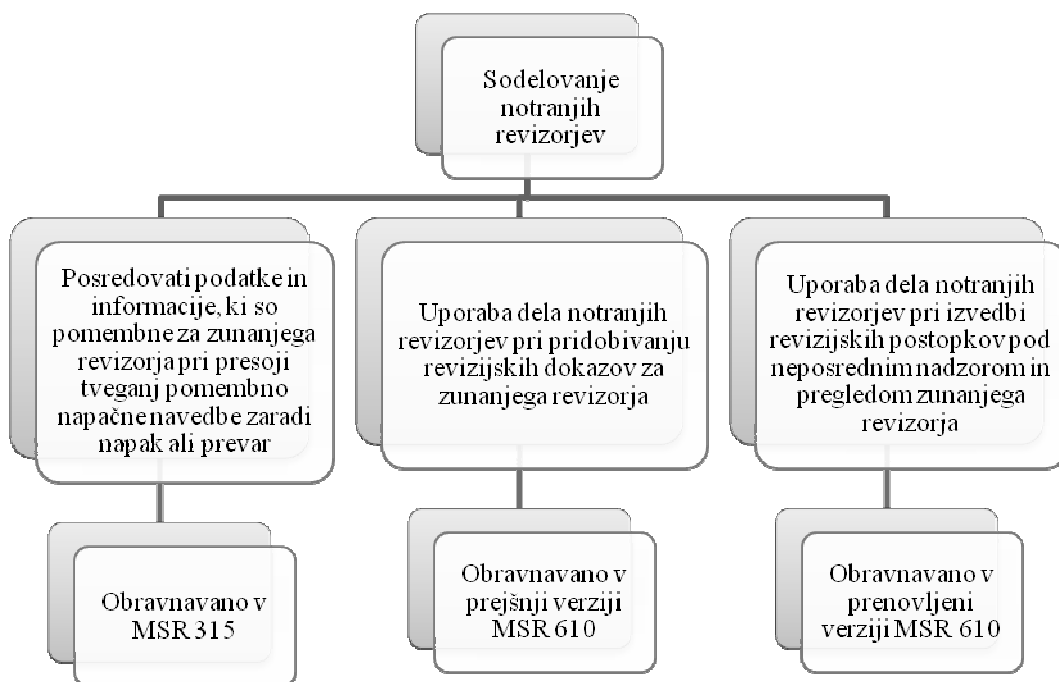 Sodelovanje
notranjih
revizorjev
Posredovati podatke in
informacije, ki so
pomembne za zunanjega
revizorja pri presoji
tveganj pomembno
napačne navedbe zaradi
napak ali prevar
Uporaba dela notranjih
revizorjev pri pridobivanju
revizijskih dokazov za
zunanjega revizorja
Uporaba dela notranjih
revizorjev pri izvedbi
revizijskih postopkov pod
neposrednim nadzorom in
pregledom zunanjega
revizorja
Obravnavano v
MSR 315
Obravnavano v
prejšnji verziji
MSR 610
Obravnavano v
prenovljeni
verziji MSR 610